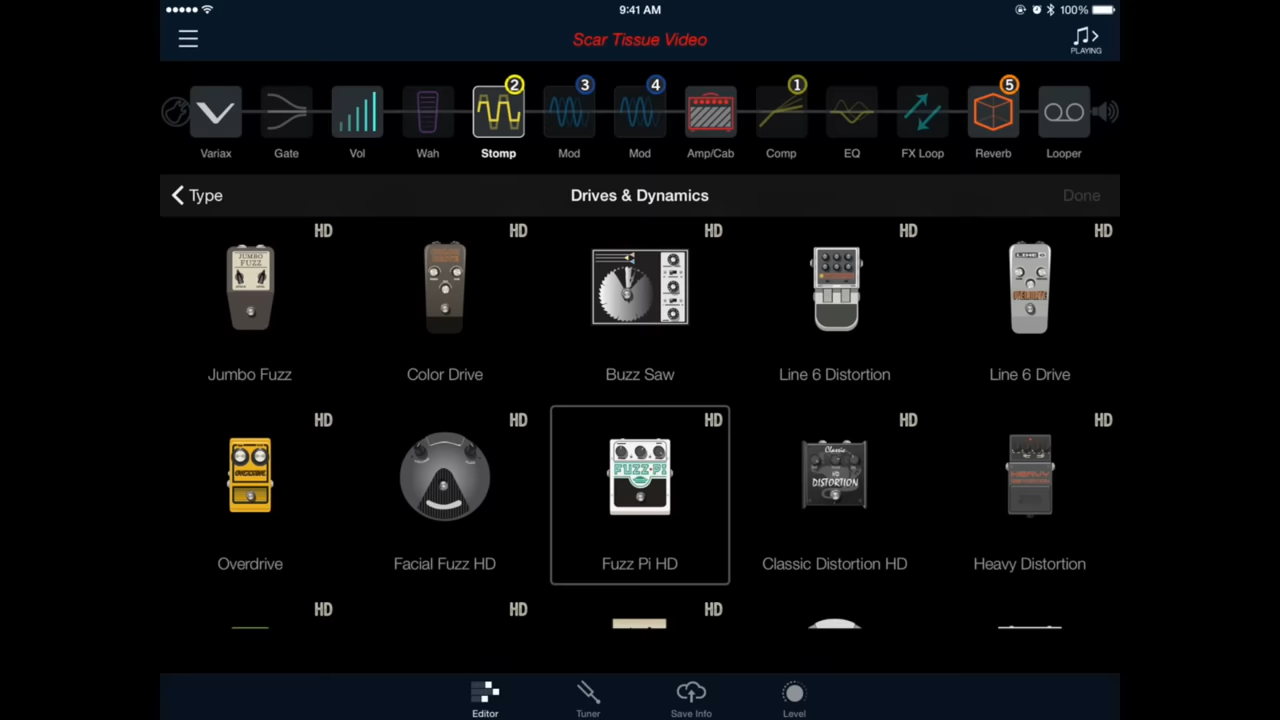 9:41 AM
100%
Scar Tissue Video
PLAYING
2 3 4 1 5
Variax Gate Vol Wah Stomp Mod Mod Amp/Cab Comp EQ FX Loop Reverb Looper
Type Drives & Dynamics Done
HD HD HD HD HD
JUMBO
FUZZ
LINE 6
Jumbo Fuzz Color Drive Buzz Saw Line 6 Distortion Line 6 Drive
HD HD HD HD HD
OVERDRIVE
FUZZ·PI
Classic
DISTORTION
HEAVY
Overdrive Facial Fuzz HD Fuzz Pi HD Classic Distortion HD Heavy Distortion
HD HD HD
Editor Tuner Save Info Level